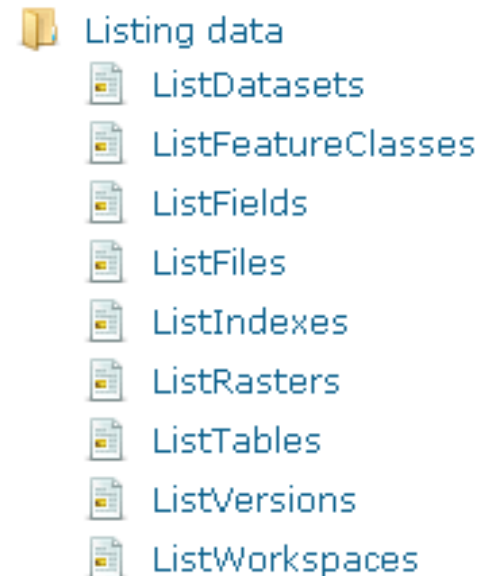 Listing data
ListDatasets
ListFeatureClasses
ListFields
ListFiles
ListIndexes
ListRasters
ListTables
ListVersions
ListWorkspaces